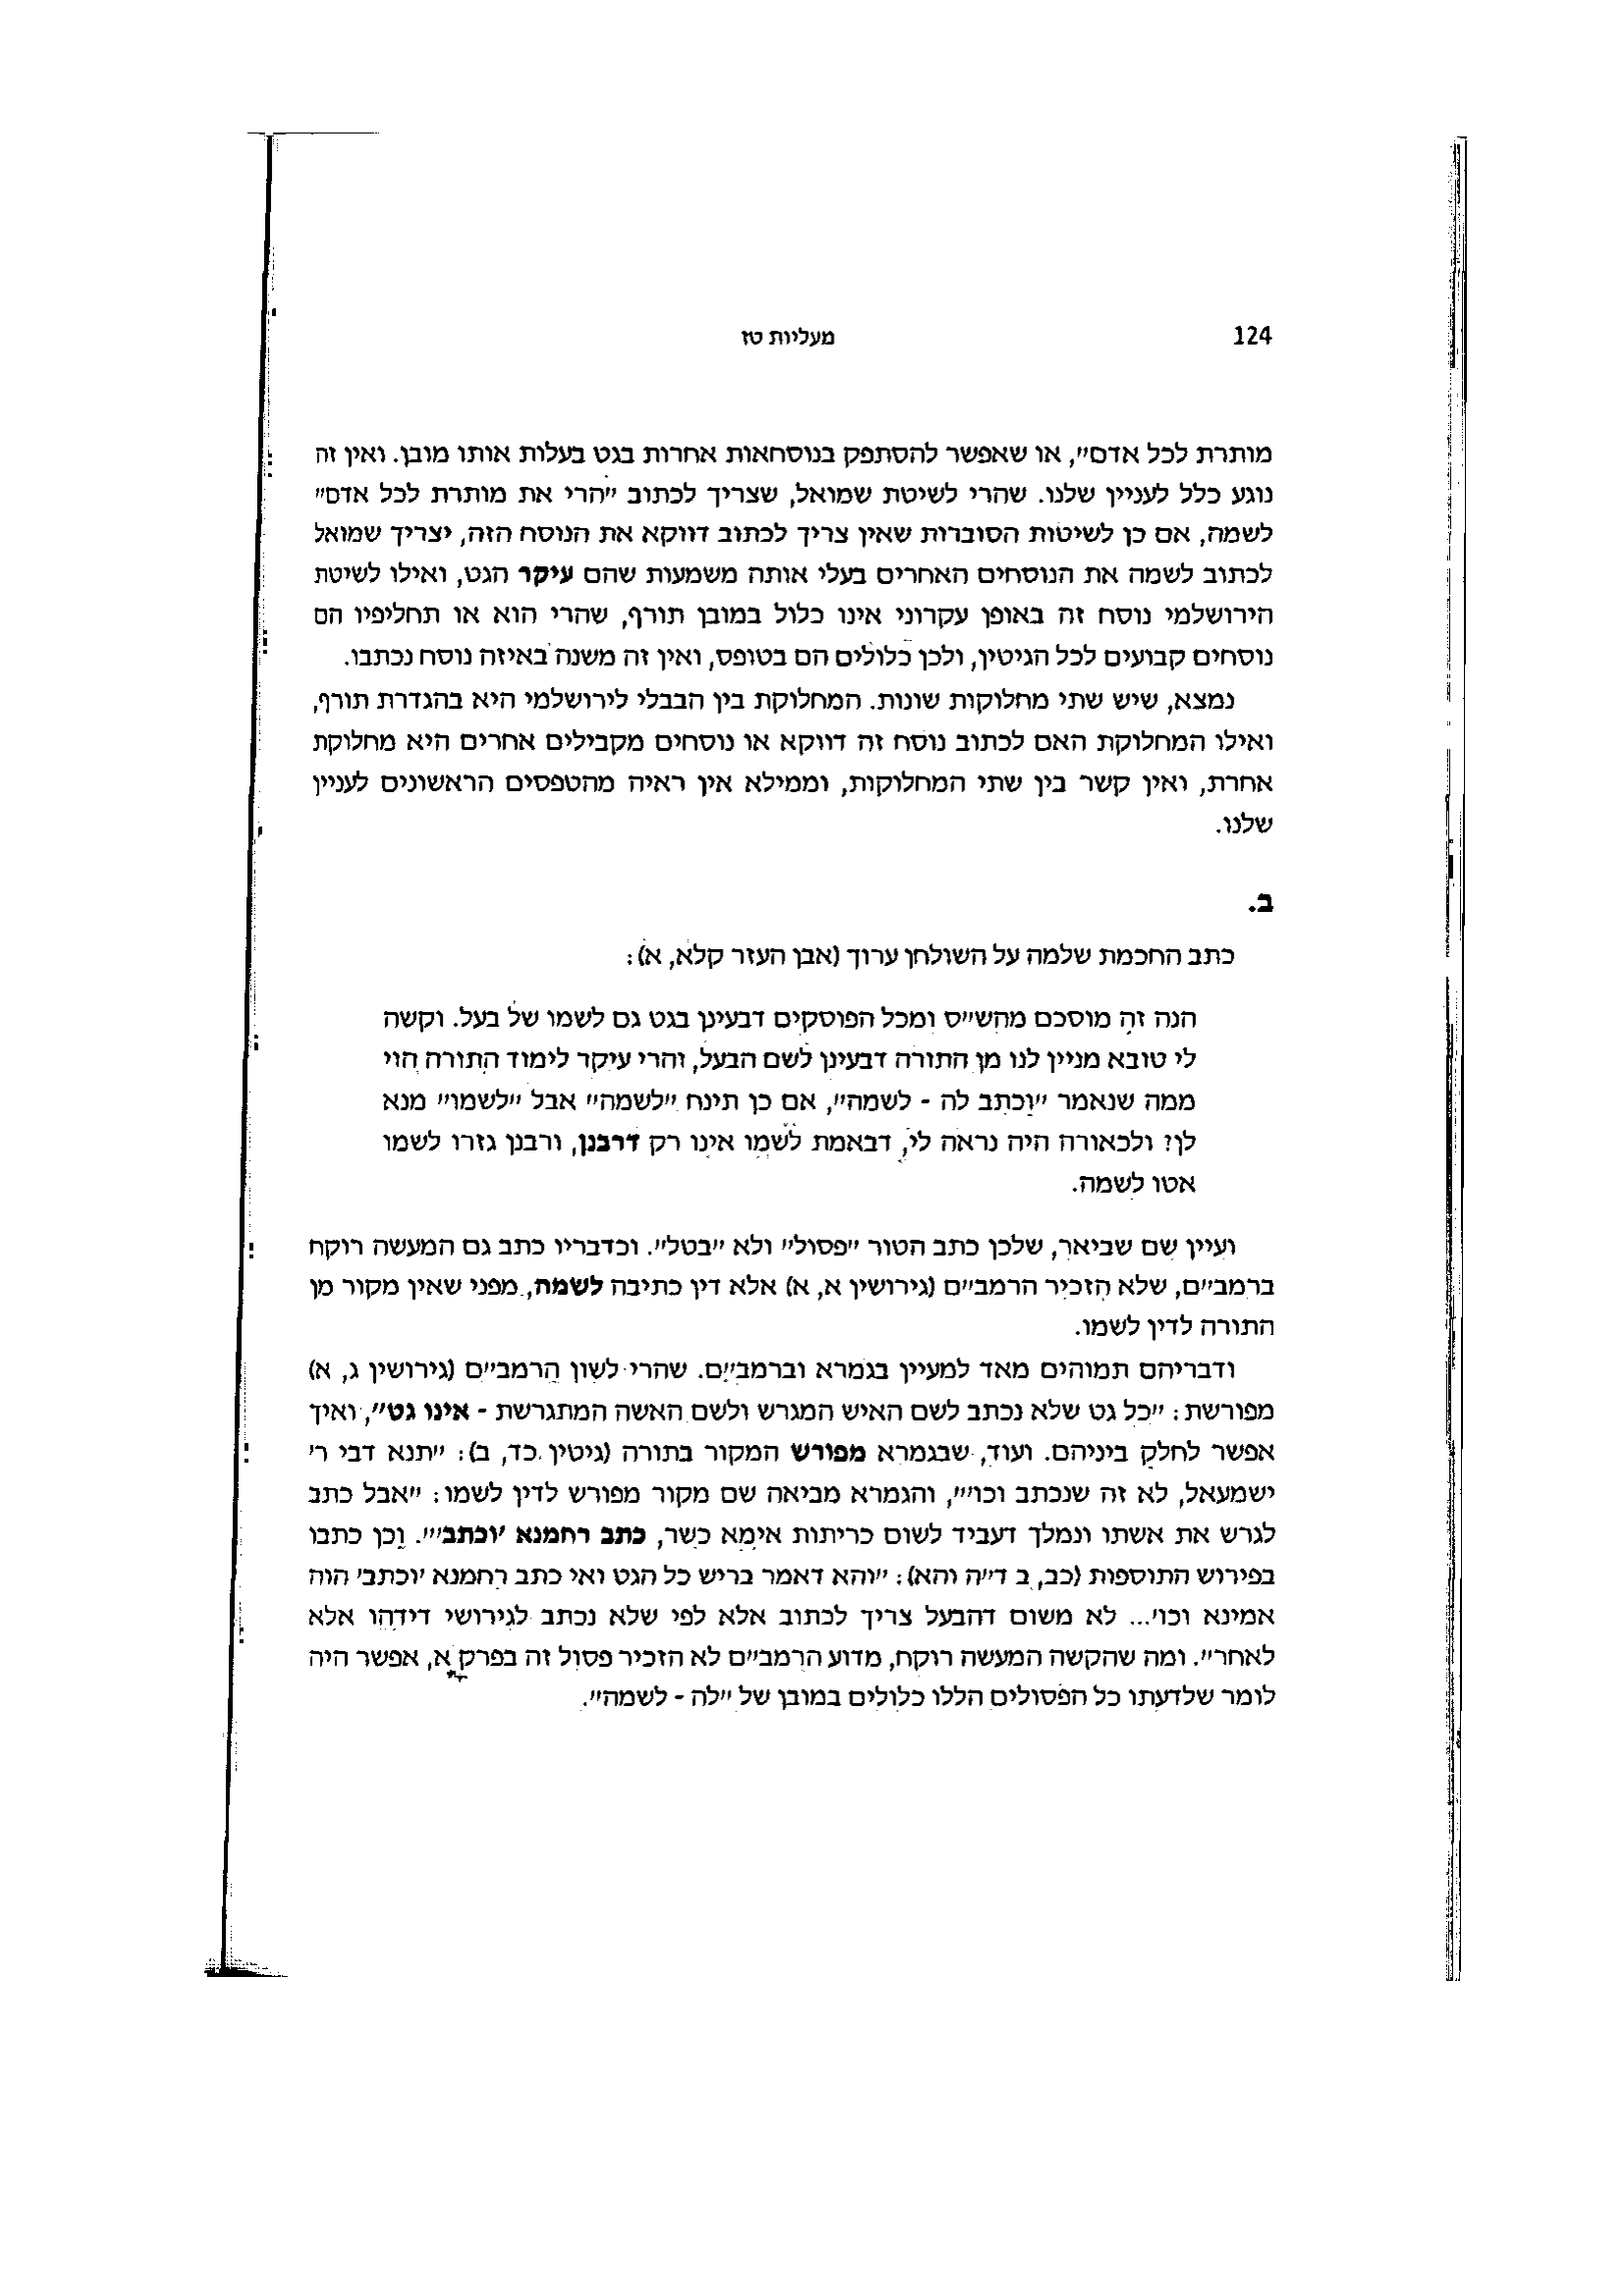 124
מעליות טז
מותרת לכל אדם", או שאפשר להסתפק בנוסחאות אחרות בגט בעלות אותו מובן. ואין זה
נוגע כלל לעניין שלנו. שהרי לשיטת שמואל, שצריך לכתוב "הרי את מותרת לכל אדם"
לשמה, אם כן לשיטות הסוברות שאין צריך לכתוב דווקא את הנוסח הזה, יצריך שמואל
לכתוב לשמה את הנוסחים האחרים בעלי אותה משמעות שהם עיקר הגט, ואילו לשיטת
הירושלמי נוסח זה באופן עקרוני אינו כלול במובן תורף, שהרי הוא או תחליפיו הם
נוסחים קבועים לכל הגיטין, ולכן כלולים הם בטופס, ואין זה משנה באיזה נוסח נכתבו.
נמצא, שיש שתי מחלוקות שונות. המחלוקת בין הבבלי לירושלמי היא בהגדרת תורף,
ואילו המחלוקת האם לכתוב נוסח זה דווקא או נוסחים מקבילים אחרים היא מחלוקת
אחרת, ואין קשר בין שתי המחלוקות, וממילא אין ראיה מהטפסים הראשונים לעניין
שלנו.
ב.
כתב החכמת שלמה על השולחן ערוך (אבן העזר קלא, א):
הנה זה מוסכם מהש"ס ומכל הפוסקים דבעינן בגט גם לשמו של בעל. וקשה
לי טובא מניין לנו מן התורה דבעינן לשם הבעל, והרי עיקר לימוד התורה הוי
ממה שנאמר "וכתב לה - לשמה", אם כן תינח "לשמה" אבל "לשמו" מנא
לן? ולכאורה היה נראה לי, דבאמת לשמו אינו רק דרבנן, ורבנן גזרו לשמו
אטו לשמה.
ועיין שם שביאר, שלכן כתב הטור "פסול" ולא "בטל". וכדבריו כתב גם המעשה רוקח
ברמב"ם, שלא הזכיר הרמב"ם (גירושין א, א) אלא דין כתיבה לשמה, מפני שאין מקור מן
התורה לדין לשמו.
ודבריהם תמוהים מאד למעיין בגמרא וברמב"ם. שהרי לשון הרמב"ם (גירושין ג, א)
מפורשת: "כל גט שלא נכתב לשם האיש המגרש ולשם האשה המתגרשת - אינו גט", ואיך
אפשר לחלק ביניהם. ועוד, שבגמרא מפורש המקור בתורה (גיטין כד, ב): "תנא דבי ר'
ישמעאל, לא זה שנכתב וכו'", והגמרא מביאה שם מקור מפורש לדין לשמו: "אבל כתב
לגרש את אשתו ונמלך דעביד לשום כריתות אימא כשר, כתב רחמנא 'וכתב'". וכן כתבו
בפירוש התוספות (כב, ב ד"ה והא): "והא דאמר בריש כל הגט ואי כתב רחמנא 'וכתב' הוה
אמינא וכו'... לא משום דהבעל צריך לכתוב אלא לפי שלא נכתב לגירושי דידהו אלא
לאחר". ומה שהקשה המעשה רוקח, מדוע הרמב"ם לא הזכיר פסול זה בפרק א, אפשר היה
לומר שלדעתו כל הפסולים הללו כלולים במובן של "לה - לשמה".